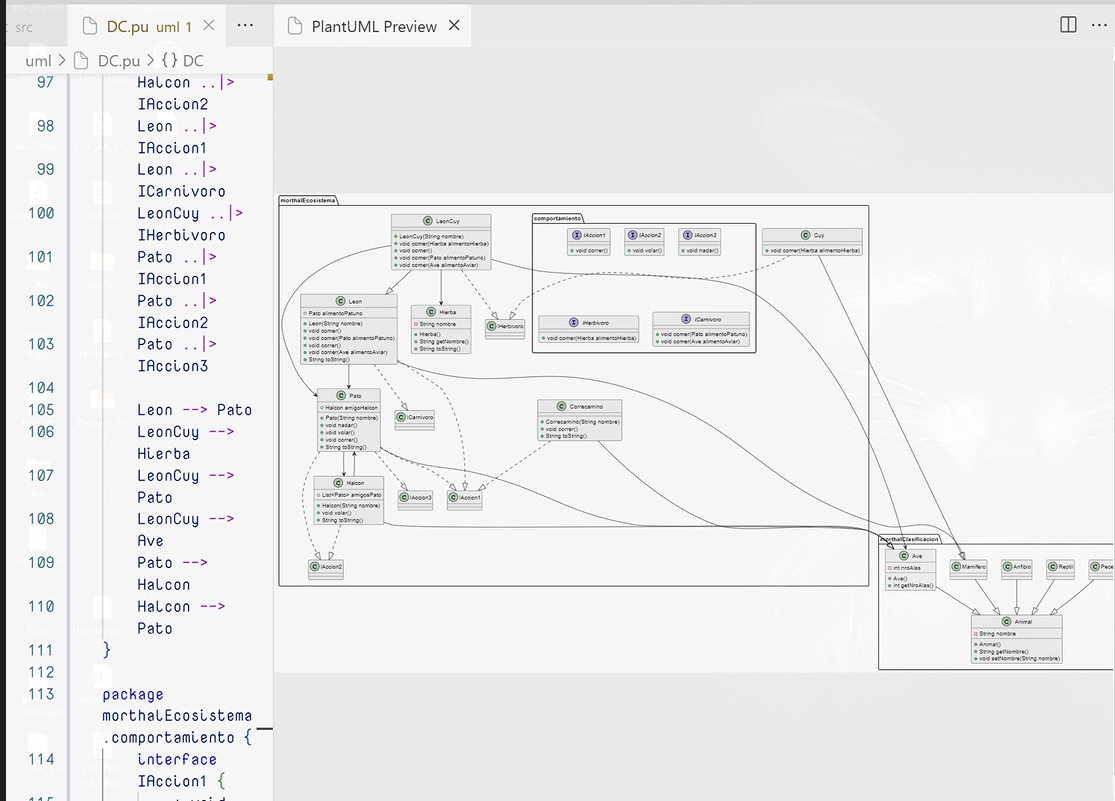 src
DC.pu uml 1
PlantUML Preview
uml > DC.pu > {} DC
97 Halcon ..|>
IAccion2
98 Leon ..|>
IAccion1
99 Leon ..|>
ICarnivoro
100 LeonCuy ..|>
IHerbivoro
101 Pato ..|>
IAccion1
102 Pato ..|>
IAccion2
103 Pato ..|>
IAccion3
104
105 Leon --> Pato
106 LeonCuy -->
Hierba
107 LeonCuy -->
Pato
108 LeonCuy -->
Ave
109 Pato -->
Halcon
110 Halcon -->
Pato
111 }
112
113 package
morthalEcosistema
.comportamiento {
114 interface
IAccion1 {
morthalEcosistema
LeonCuy
LeonCuy(String nombre)
void comer(Hierba alimentoHierba)
void comer()
void comer(Pato alimentoPatuno)
void comer(Ave alimentoAviar)
comportamiento
IAccion1
void correr()
IAccion2
void volar()
IAccion3
void nadar()
IHerbivoro
void comer(Hierba alimentoHierba)
ICarnivoro
void comer(Pato alimentoPatuno)
void comer(Ave alimentoAviar)
Cuy
void comer(Hierba alimentoHierba)
Leon
Pato alimentoPatuno
Leon(String nombre)
void comer()
void comer(Pato alimentoPatuno)
void correr()
void comer(Ave alimentoAviar)
String toString()
Hierba
String nombre
Hierba()
String getNombre()
String toString()
IHerbivoro
Pato
Halcon amigoHalcon
Pato(String nombre)
void nadar()
void volar()
void correr()
String toString()
ICarnivoro
Correcamino
Correcamino(String nombre)
void correr()
String toString()
Halcon
List<Pato> amigosPato
Halcon(String nombre)
void volar()
String toString()
IAccion3
IAccion1
IAccion2
morthalClasificacion
Ave
int nroAlas
Ave()
int getNroAlas()
Mamifero
Anfibio
Reptil
Animal
String nombre
Animal()
String getNombre()
void setNombre(String nombre)